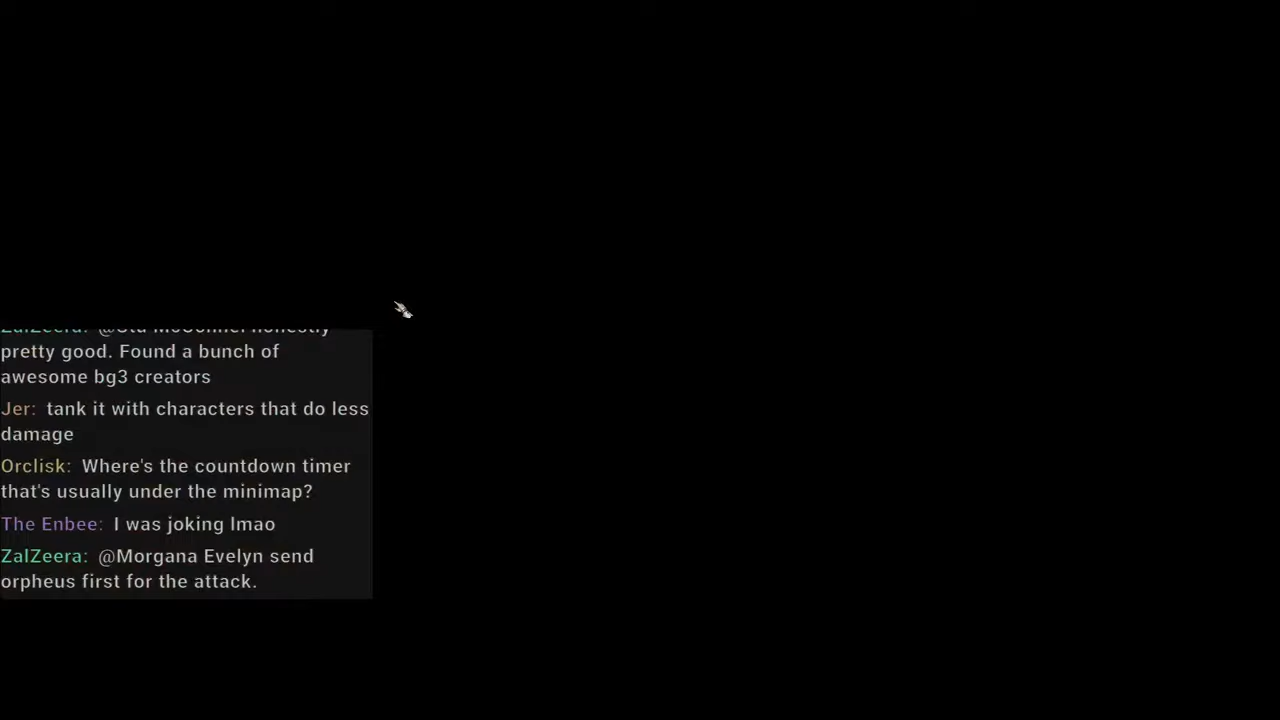 pretty good. Found a bunch of
awesome bg3 creators
Jer: tank it with characters that do less
damage
Orclisk: Where's the countdown timer
that's usually under the minimap?
The Enbee: I was joking lmao
ZalZeera: @Morgana Evelyn send
orpheus first for the attack.